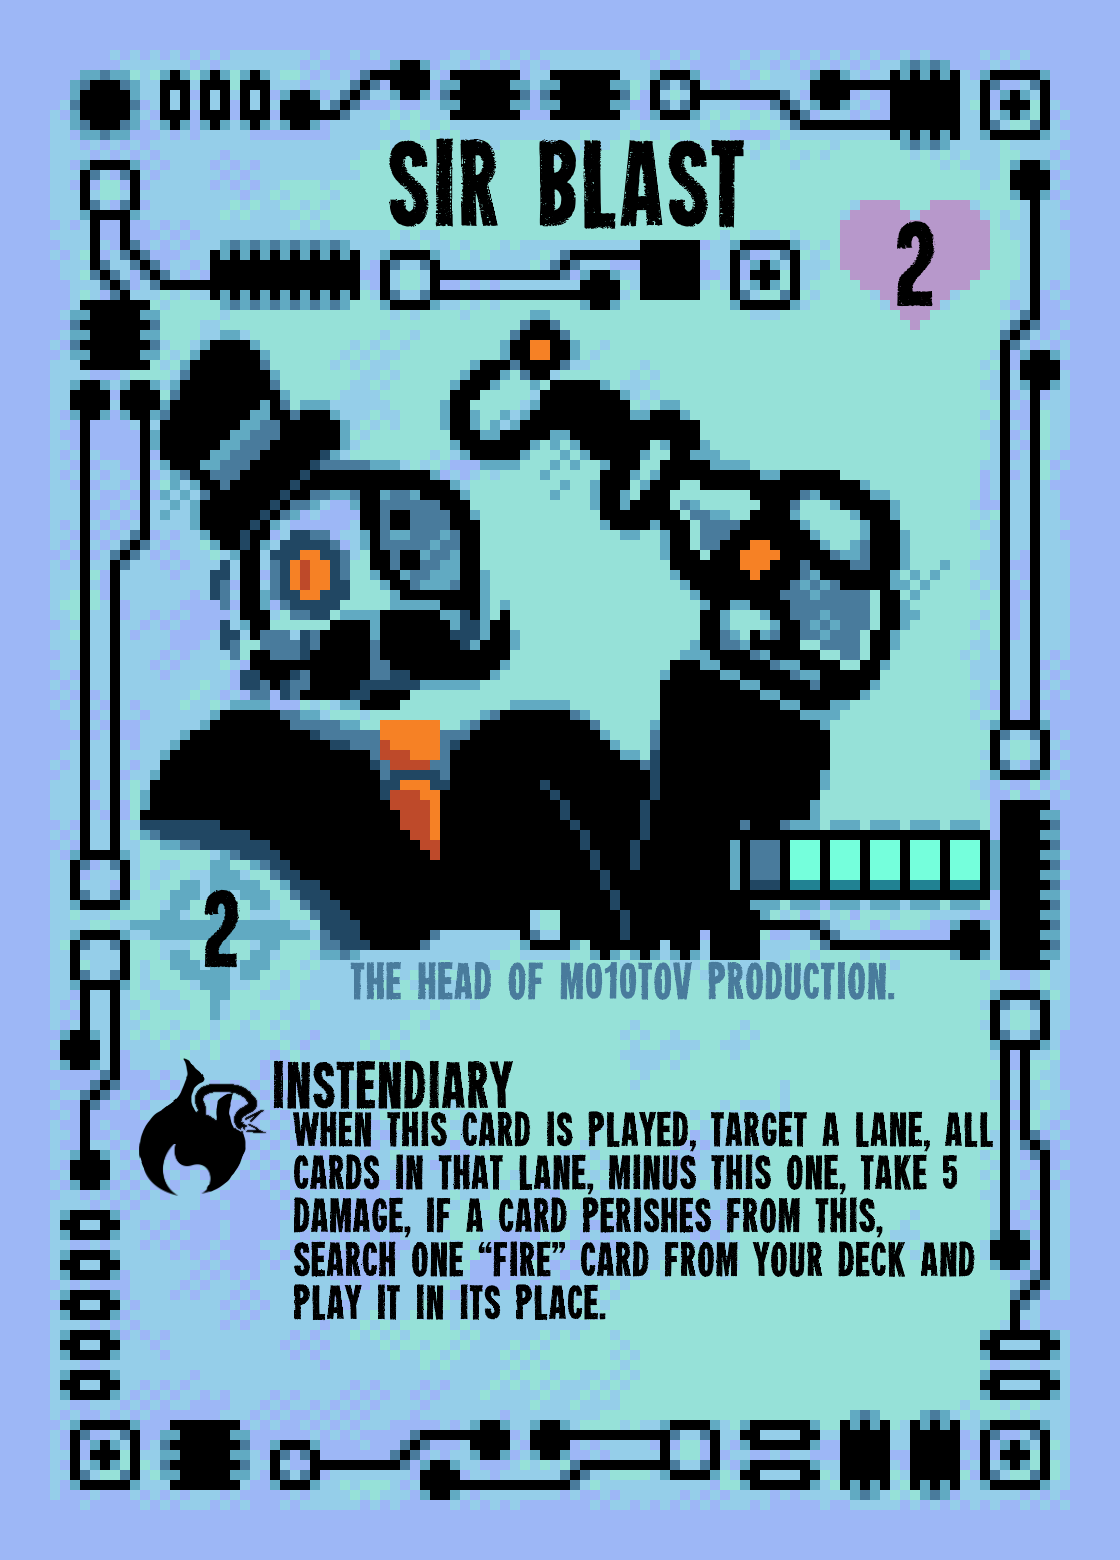 SIR BLAST
2
2
THE HEAD OF MO1OTOV PRODUCTION.
INSTENDIARY
WHEN THIS CARD IS PLAYED, TARGET A LANE, ALL
CARDS IN THAT LANE, MINUS THIS ONE, TAKE 5
DAMAGE, IF A CARD PERISHES FROM THIS,
SEARCH ONE “FIRE” CARD FROM YOUR DECK AND
PLAY IT IN ITS PLACE.